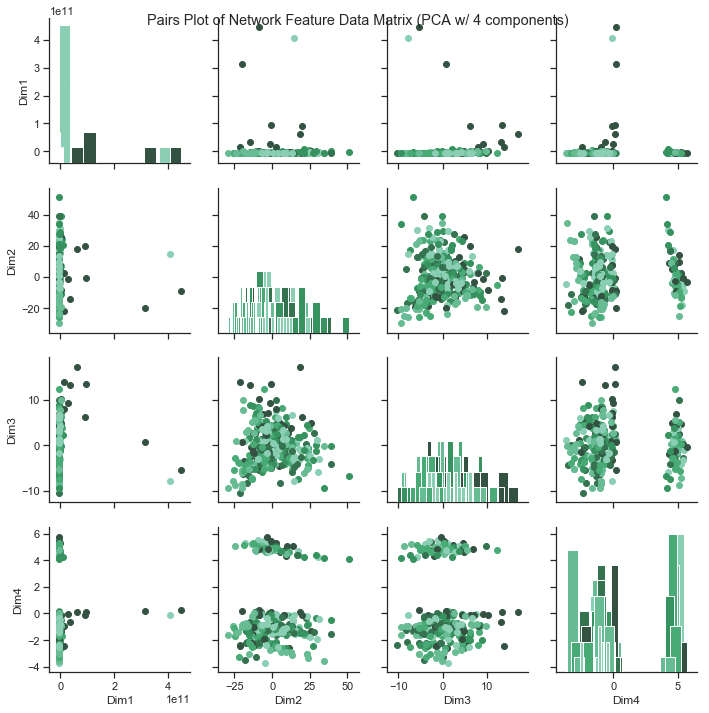 Pairs Plot of Network Feature Data Matrix (PCA w/ 4 components)
1e11
4
3
2
1
0
Dim1
40
20
0
−20
Dim2
10
0
−10
Dim3
6
4
2
0
−2
−4
Dim4
0 2 4
1e11
Dim1
−25 0 25 50
Dim2
−10 0 10
Dim3
0 5
Dim4